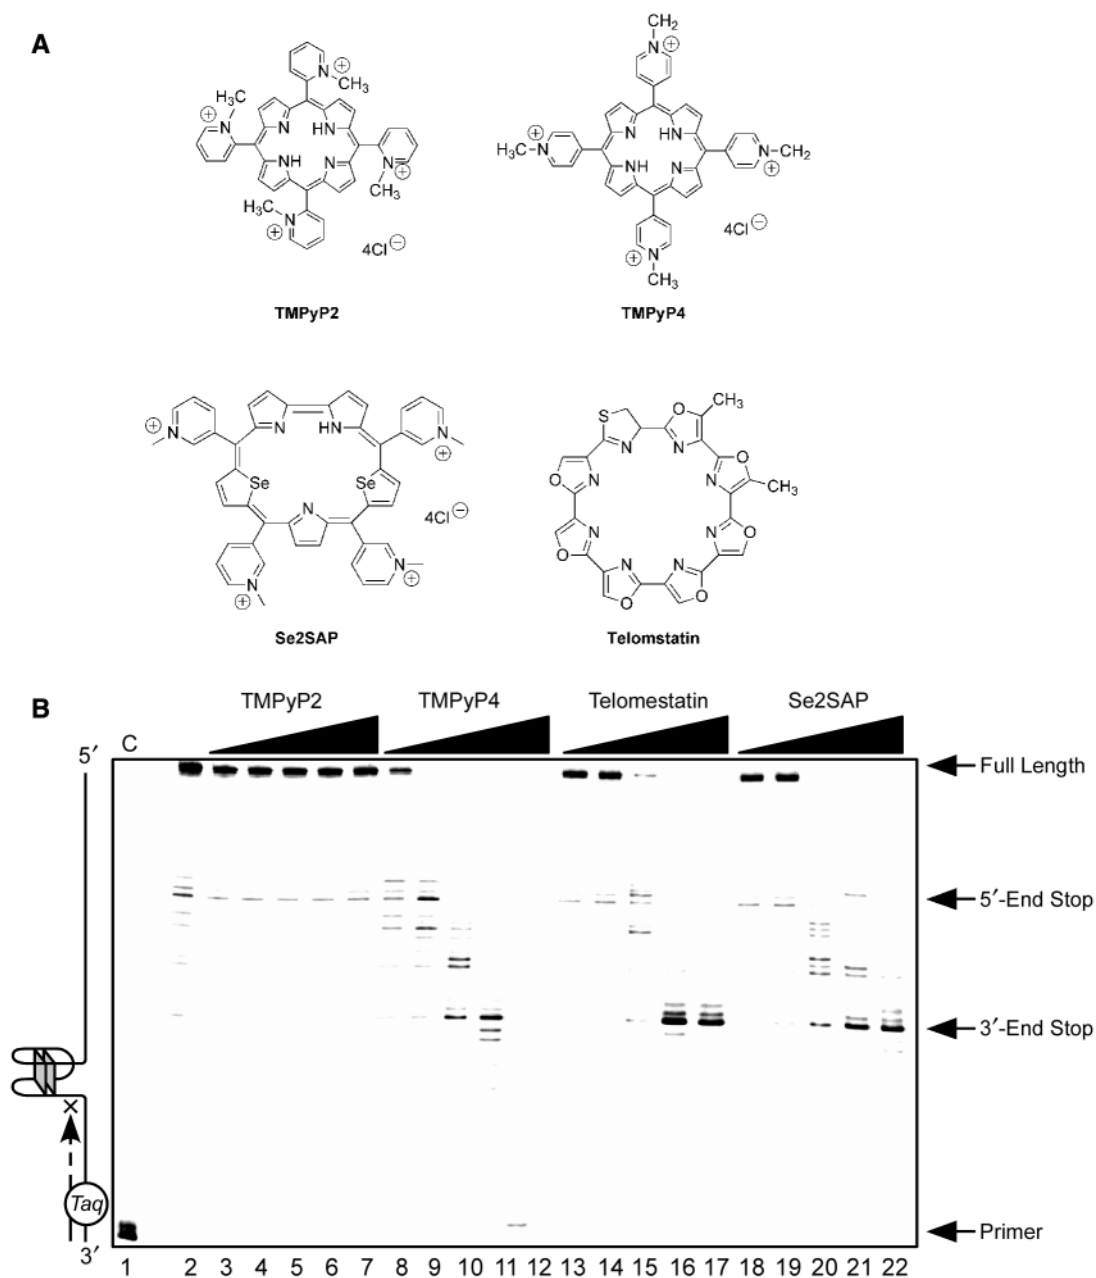 A
CH₂
N
⊕
N
⊕
CH₃
H₃C
⊕
N
N
HN
NH
N
N
⊕
CH₃
H₃C
N
⊕
4Cl⊖
TMPyP2
N
HN
H₃C
⊕
N
NH
N
N
CH₂
⊕
⊕
N
CH₃
4Cl⊖
TMPyP4
⊕
N
N
HN
N
⊕
Se
Se
N
4Cl⊖
N
⊕
N
⊕
Se2SAP
S
O
CH₃
N
N
O
N
O
N
CH₃
N
N
O
O
N
N
O
O
Telomstatin
B
TMPyP2
TMPyP4
Telomestatin
Se2SAP
5′
C
Full Length
5′-End Stop
3′-End Stop
×
Taq
Primer
3′
1 2 3 4 5 6 7 8 9 10 11 12 13 14 15 16 17 18 19 20 21 22